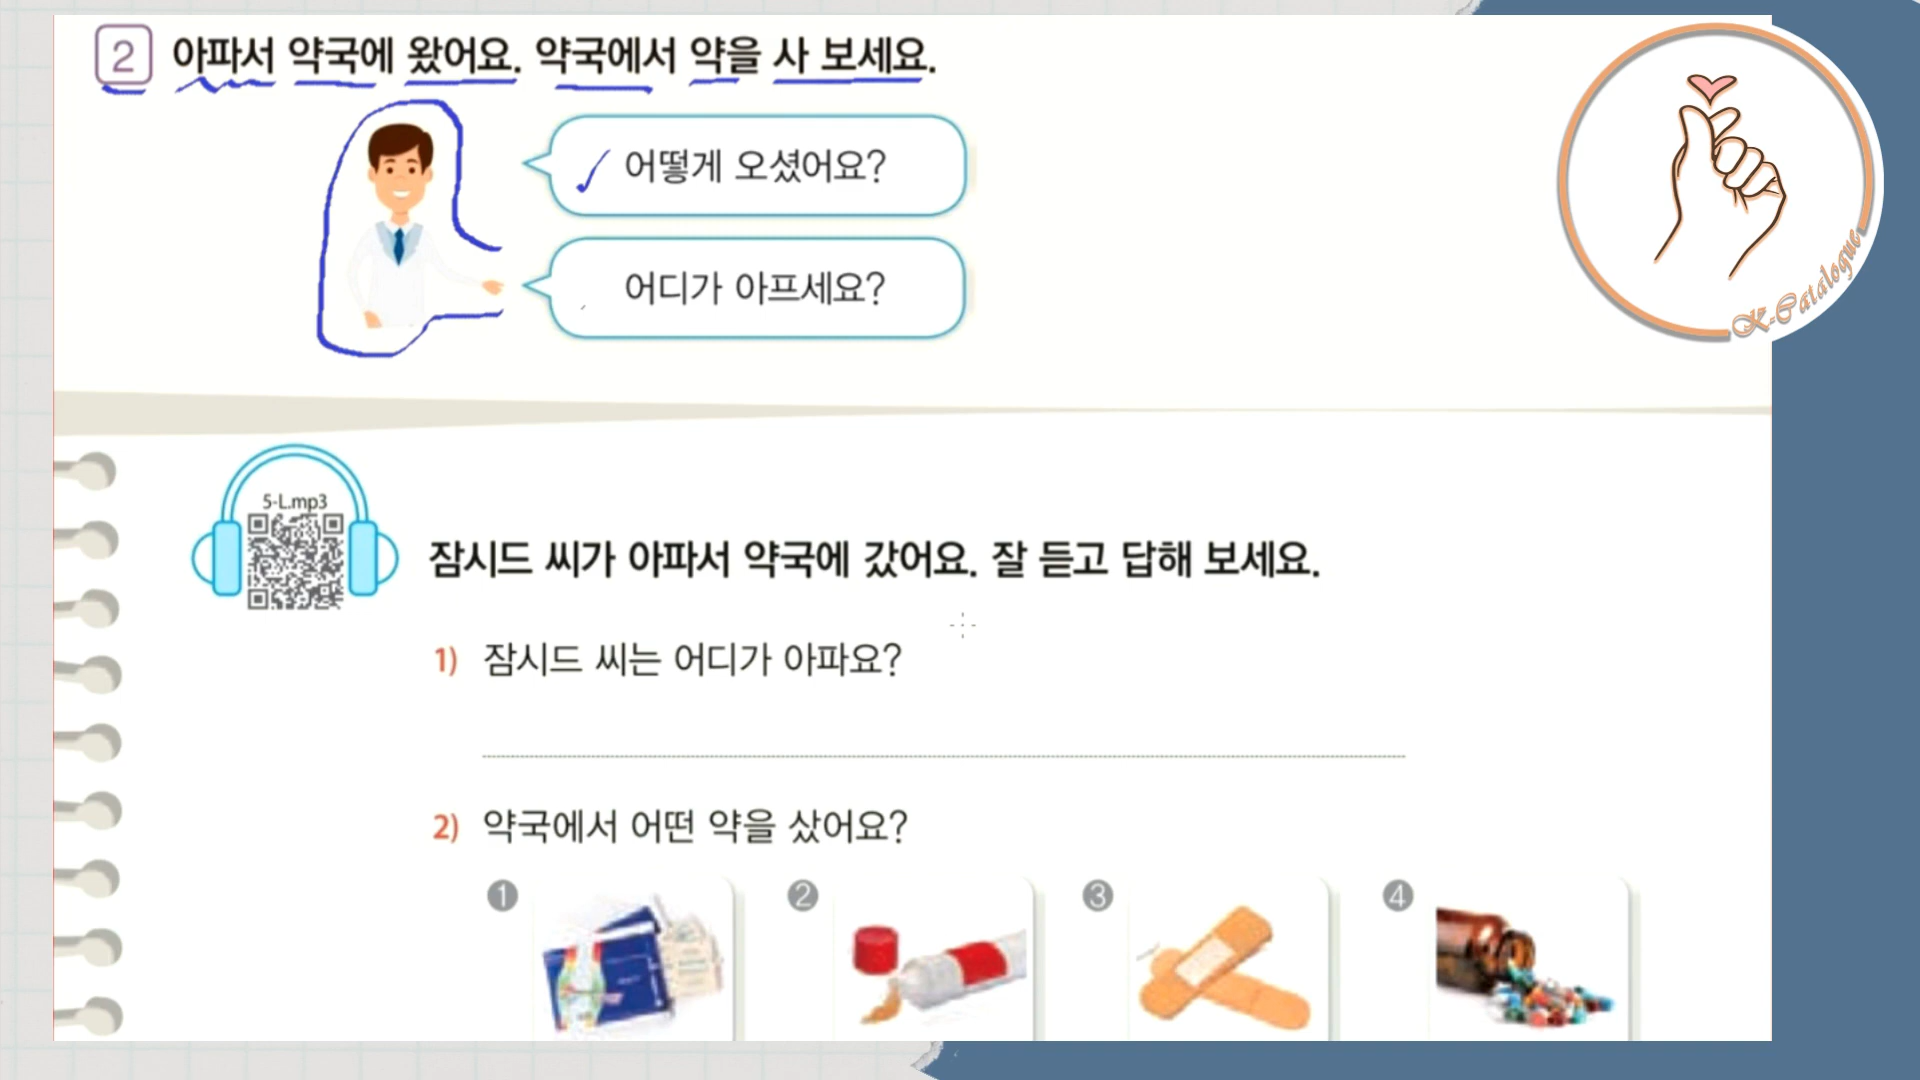 2 아파서 약국에 왔어요. 약국에서 약을 사 보세요.
어떻게 오셨어요?
어디가 아프세요?
K-Catalogue
5-L.mp3
잠시드 씨가 아파서 약국에 갔어요. 잘 듣고 답해 보세요.
1) 잠시드 씨는 어디가 아파요?
2) 약국에서 어떤 약을 샀어요?
1 2 3 4